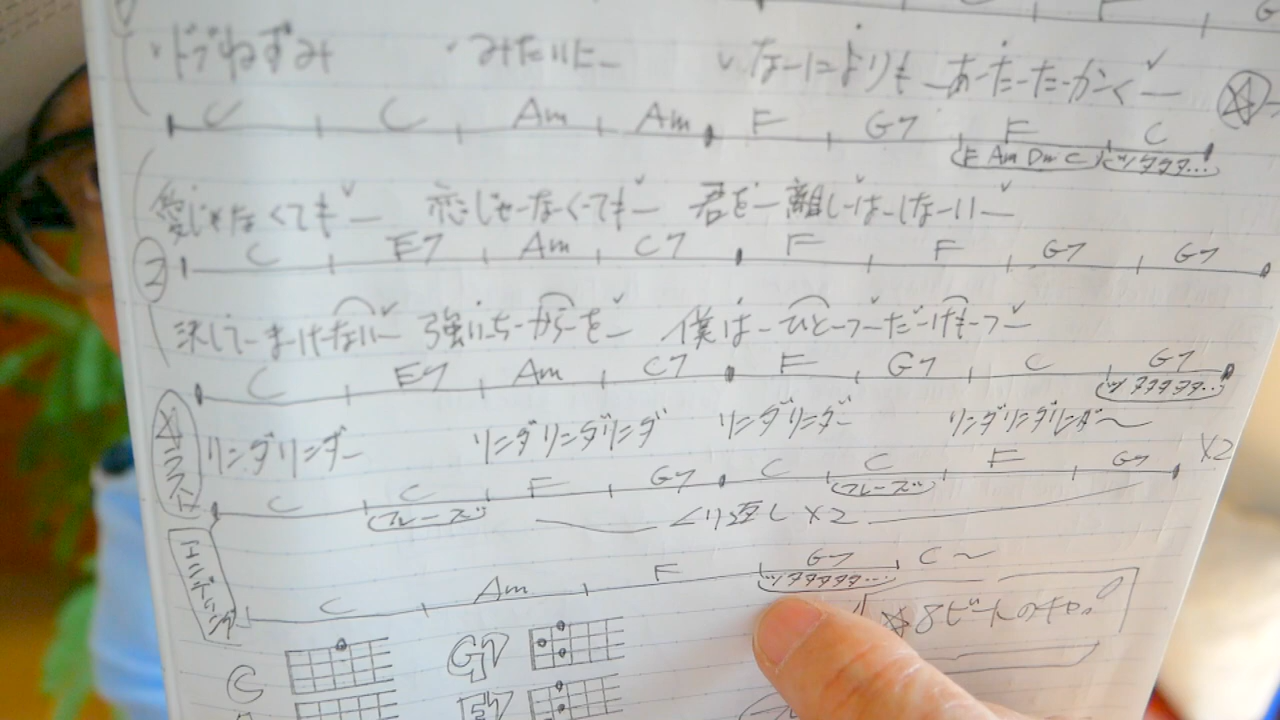 ドブねずみ みたいにー なーによりも ーあ・たーた・かーくー
C C Am Am F G7 F C
(F Am Dm C) (ツタタタ…)
愛じゃなくてもー 恋・じゃ・なーくーても・ー 君を・ー離し・は・しなーいー
② C E7 Am C7 F F G7 G7
決してーまけないー 強いちーからーをー 僕はーひとーつーだーけもーつー
C E7 Am C7 F G7 C G7
(ツタタタタ…)
リンダリンダー リンダリンダリンダ リンダリンダー リンダリンダリンダ〜
ラスト C C F G7 C C F G7 ×2
(フレーズ) (フレーズ)
くり返し ×2
エンディング C Am F G7 C〜
(ツタタタタタ…)
☆8ビートのキロ。
C G7
E7